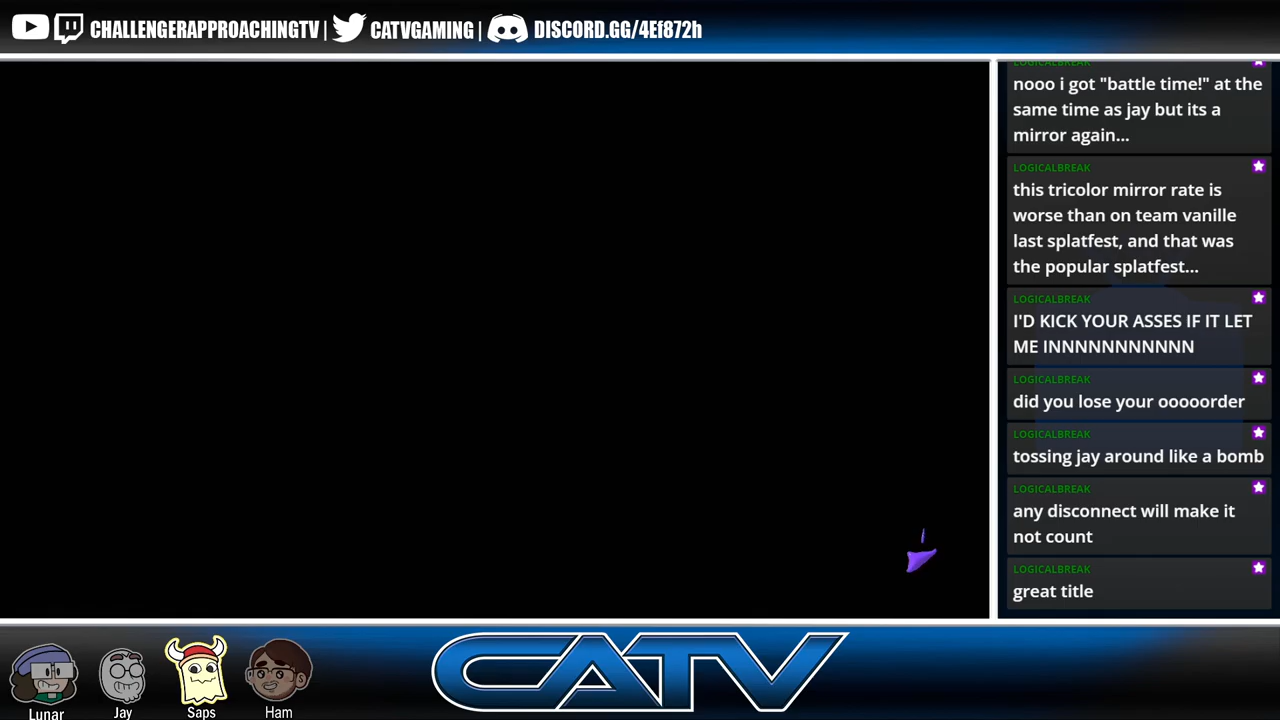 CHALLENGERAPPROACHINGTV | CATVGAMING | DISCORD.GG/4Ef872h
LOGICALBREAK
nooo i got "battle time!" at the
same time as jay but its a
mirror again...
LOGICALBREAK
this tricolor mirror rate is
worse than on team vanille
last splatfest, and that was
the popular splatfest...
LOGICALBREAK
I'D KICK YOUR ASSES IF IT LET
ME INNNNNNNNNNN
LOGICALBREAK
did you lose your ooooorder
LOGICALBREAK
tossing jay around like a bomb
LOGICALBREAK
any disconnect will make it
not count
LOGICALBREAK
great title
CATV
Lunar
Jay
Saps
Ham